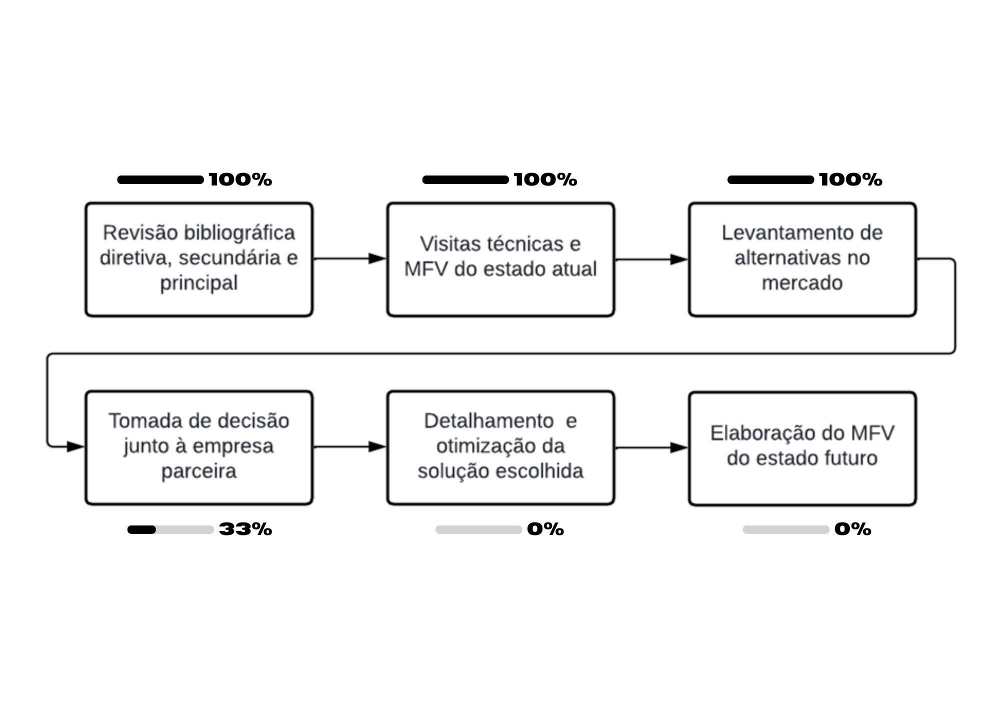 100%
100%
100%
Revisão bibliográfica
diretiva, secundária e
principal
Visitas técnicas e
MFV do estado atual
Levantamento de
alternativas no
mercado
Tomada de decisão
junto à empresa
parceira
Detalhamento  e
otimização da
solução escolhida
Elaboração do MFV
do estado futuro
33%
0%
0%